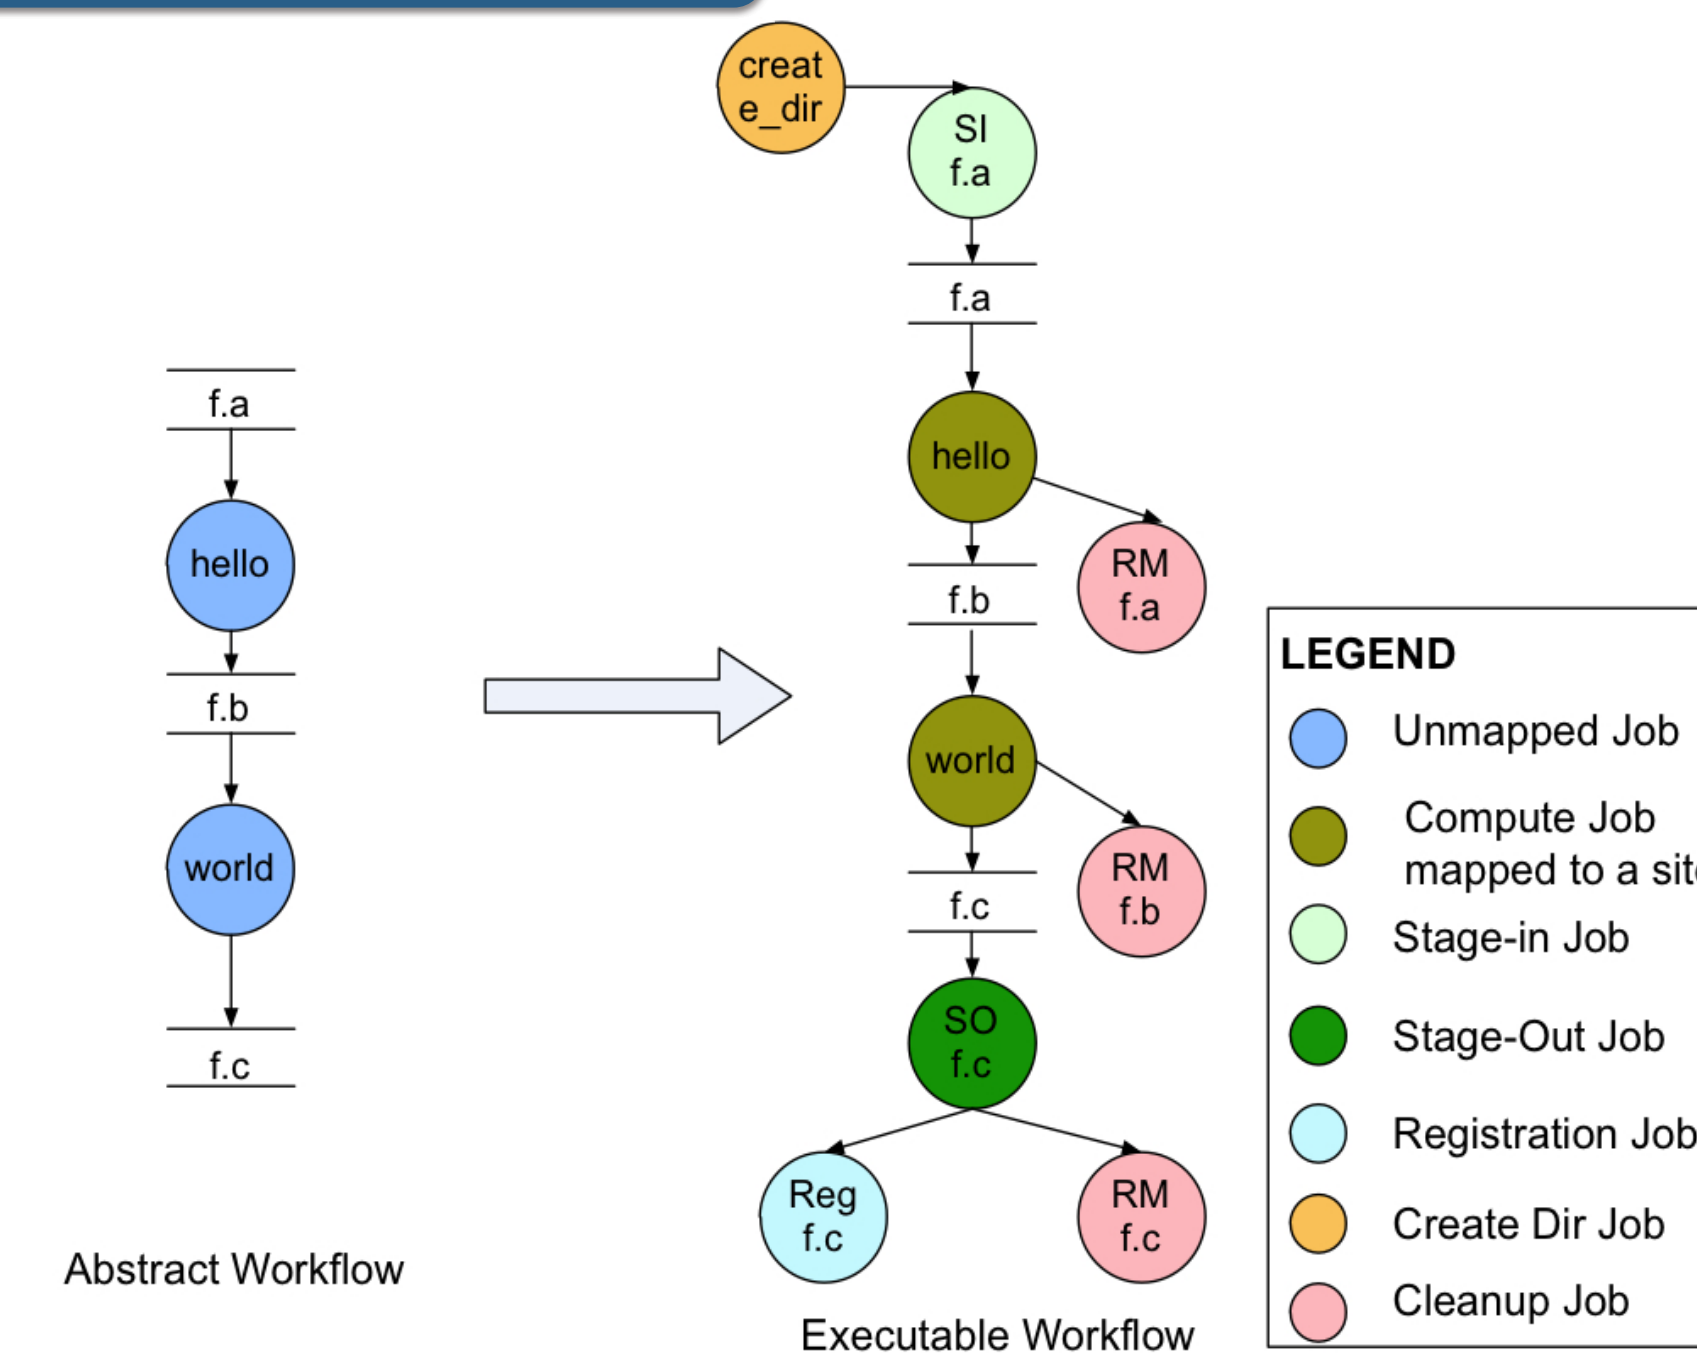 creat
e_dir
SI
f.a
f.a
hello
RM
f.a
f.b
world
RM
f.b
f.c
SO
f.c
Reg
f.c
RM
f.c
Executable Workflow
f.a
hello
f.b
world
f.c
Abstract Workflow
LEGEND
Unmapped Job
Compute Job
mapped to a
Stage-in Job
Stage-Out Job
Registration Job
Create Dir Job
Cleanup Job